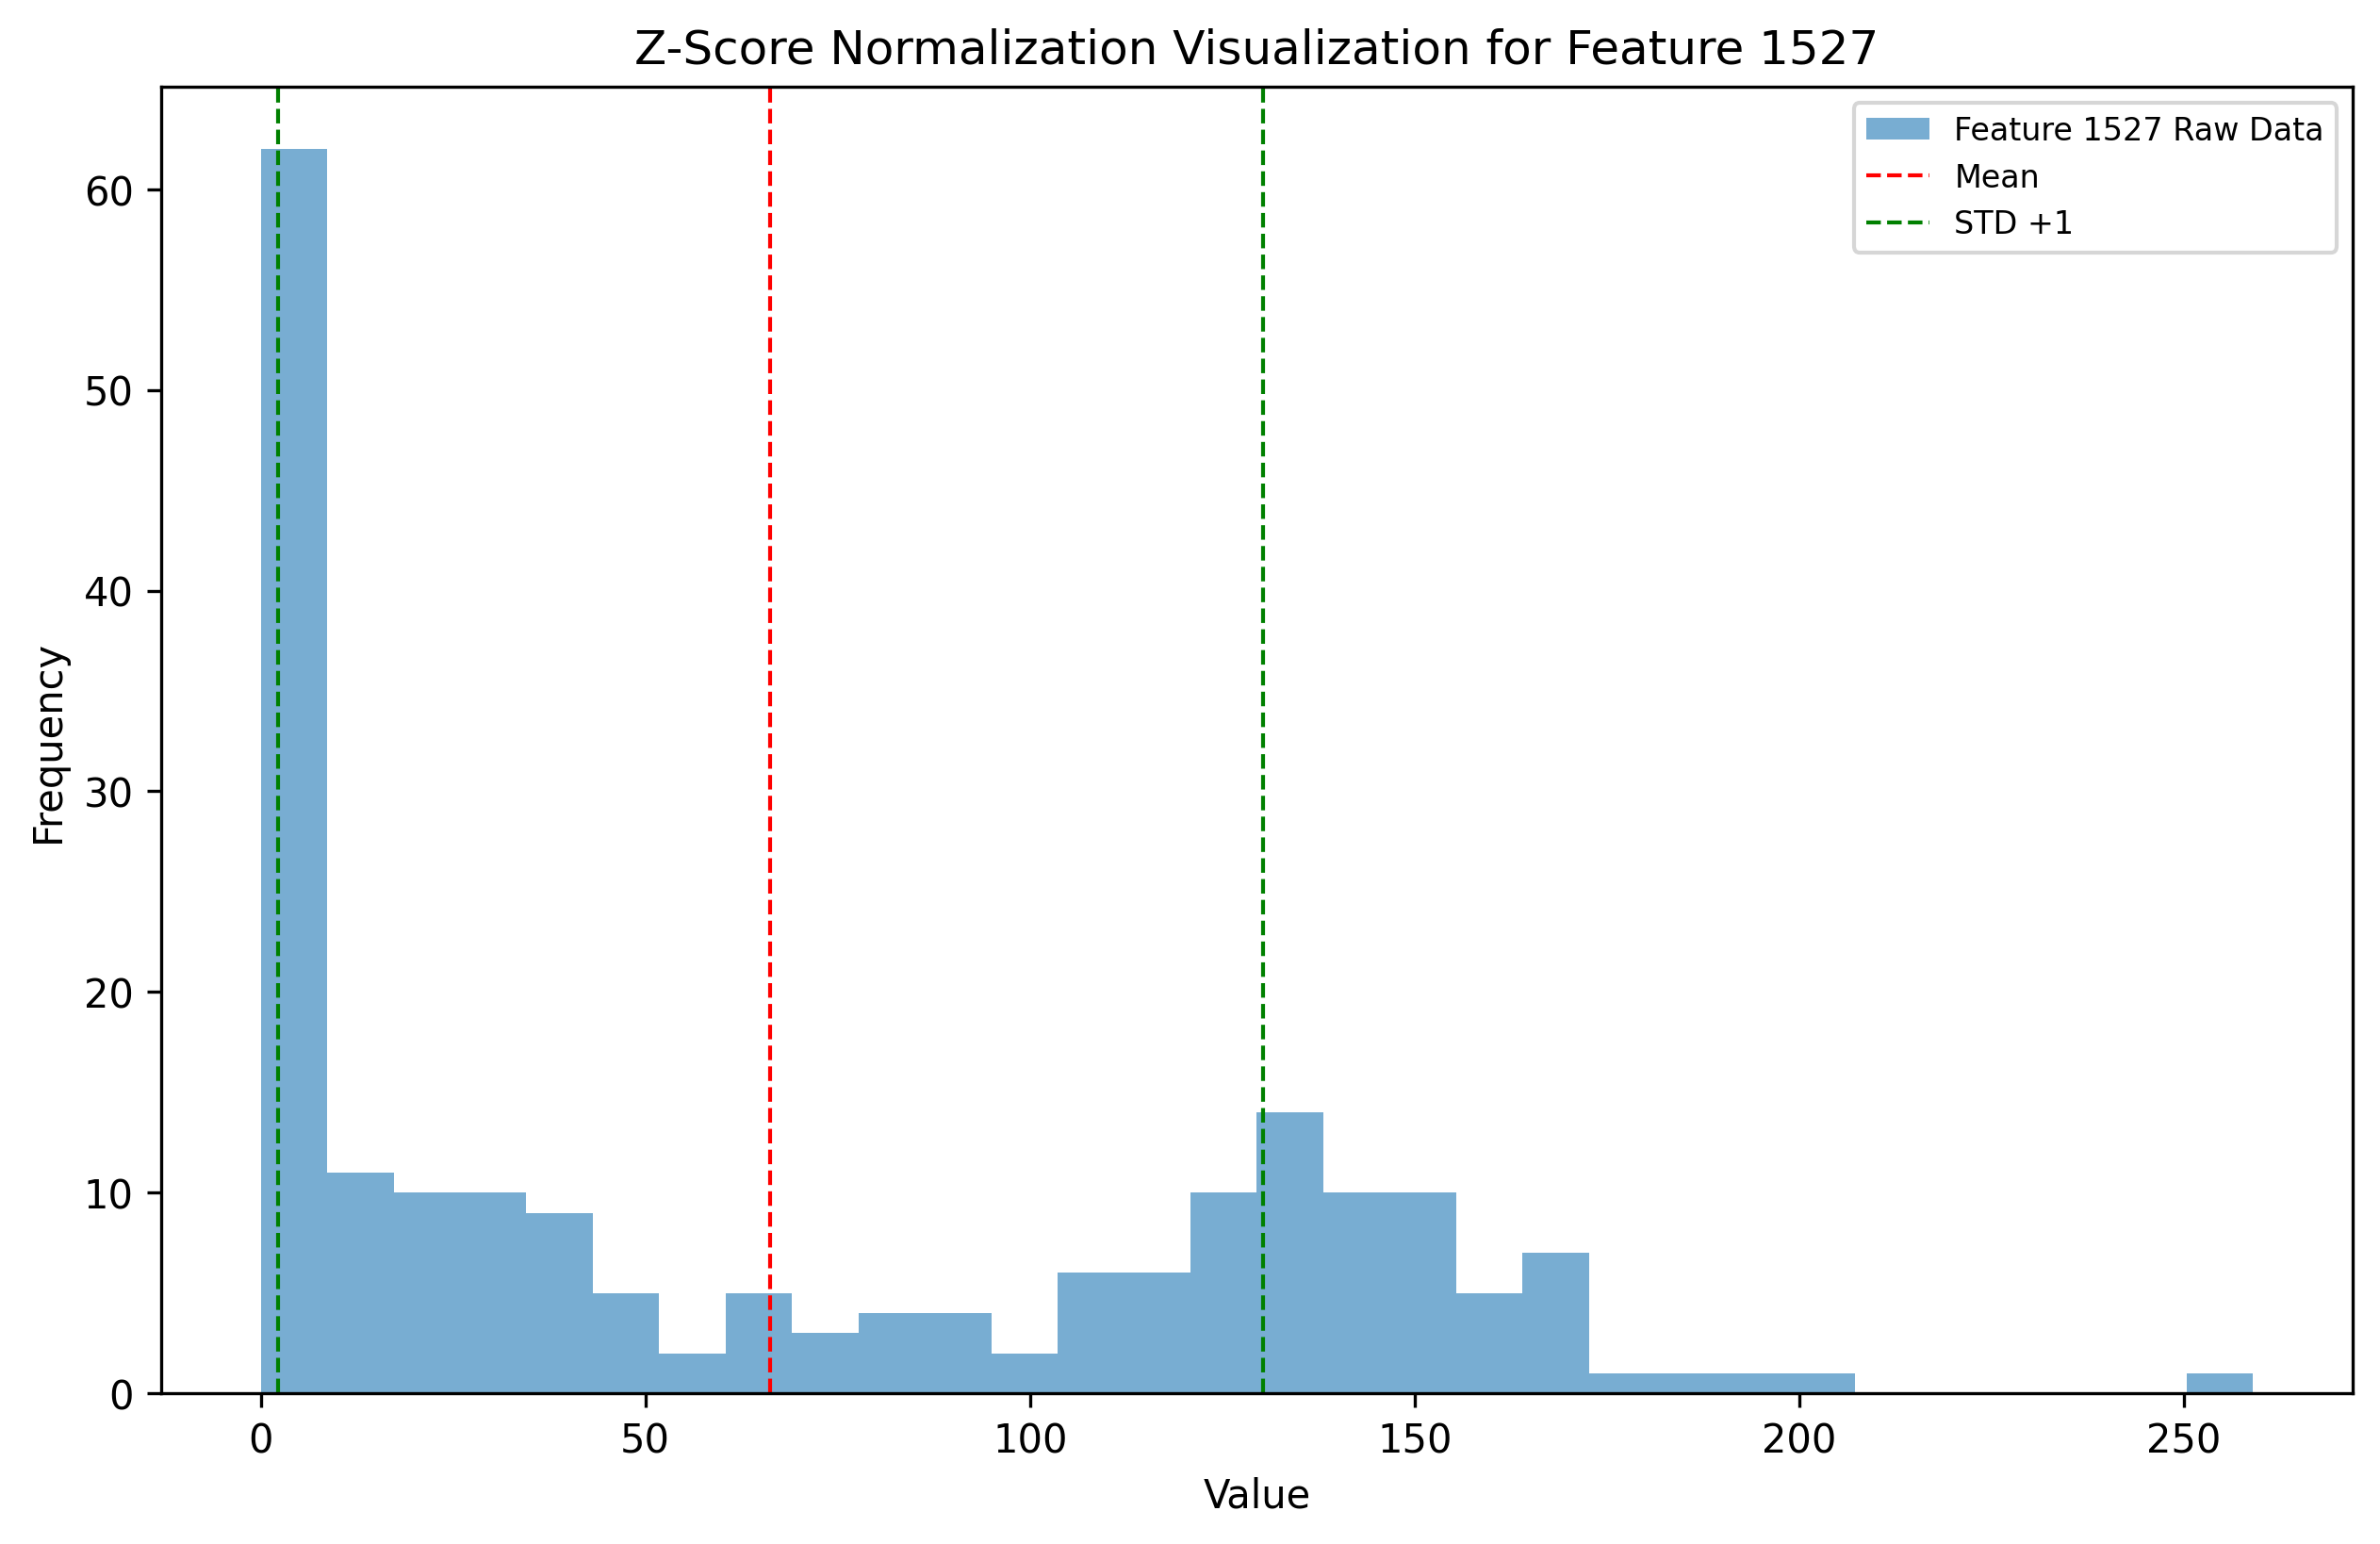 Z-Score Normalization Visualization for Feature 1527
Feature 1527 Raw Data
Mean
STD +1
Frequency
60
50
40
30
20
10
0
0 50 100 150 200 250
Value